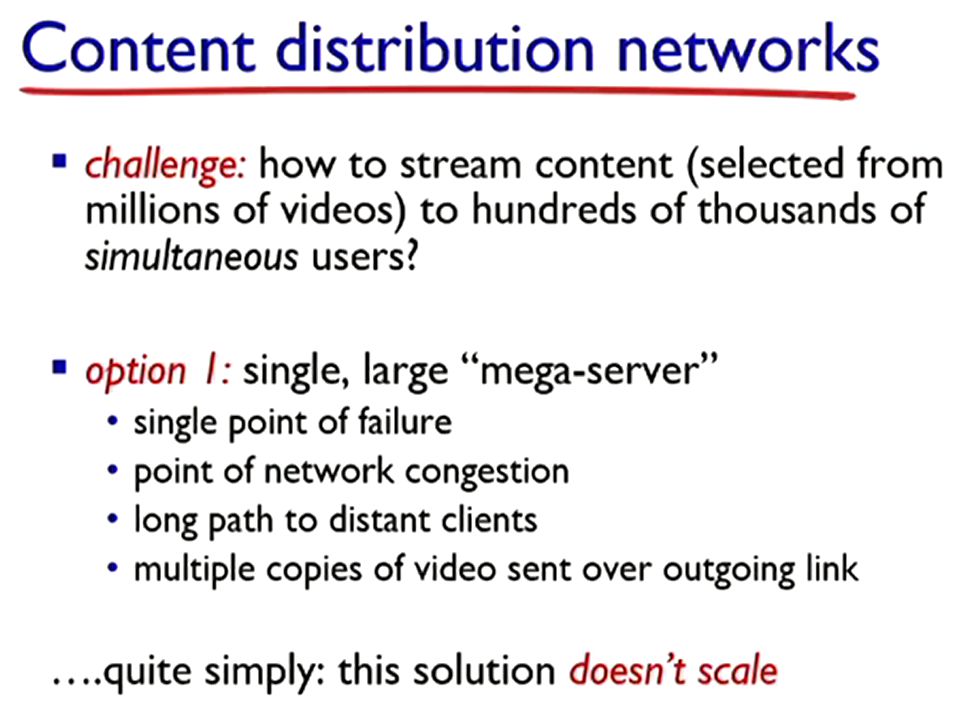 Content distribution networks
▪ challenge: how to stream content (selected from
millions of videos) to hundreds of thousands of
simultaneous users?
▪ option 1: single, large “mega-server”
• single point of failure
• point of network congestion
• long path to distant clients
• multiple copies of video sent over outgoing link
….quite simply: this solution doesn’t scale